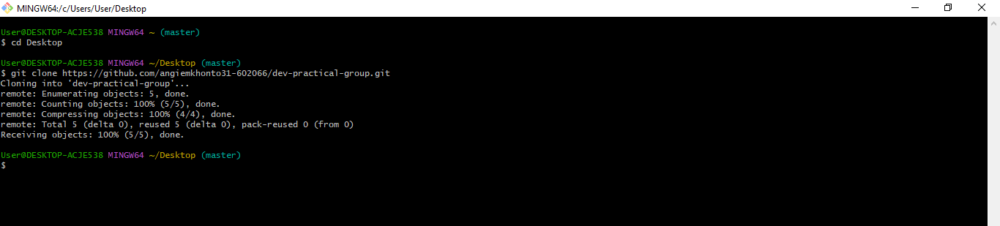 MINGW64:/c/Users/User/Desktop
User@DESKTOP-ACJE538 MINGW64 ~ (master)
$ cd Desktop
User@DESKTOP-ACJE538 MINGW64 ~/Desktop (master)
$ git clone https://github.com/angiemkhonto31-602066/dev-practical-group.git
Cloning into 'dev-practical-group'...
remote: Enumerating objects: 5, done.
remote: Counting objects: 100% (5/5), done.
remote: Compressing objects: 100% (4/4), done.
remote: Total 5 (delta 0), reused 5 (delta 0), pack-reused 0 (from 0)
Receiving objects: 100% (5/5), done.
User@DESKTOP-ACJE538 MINGW64 ~/Desktop (master)
$